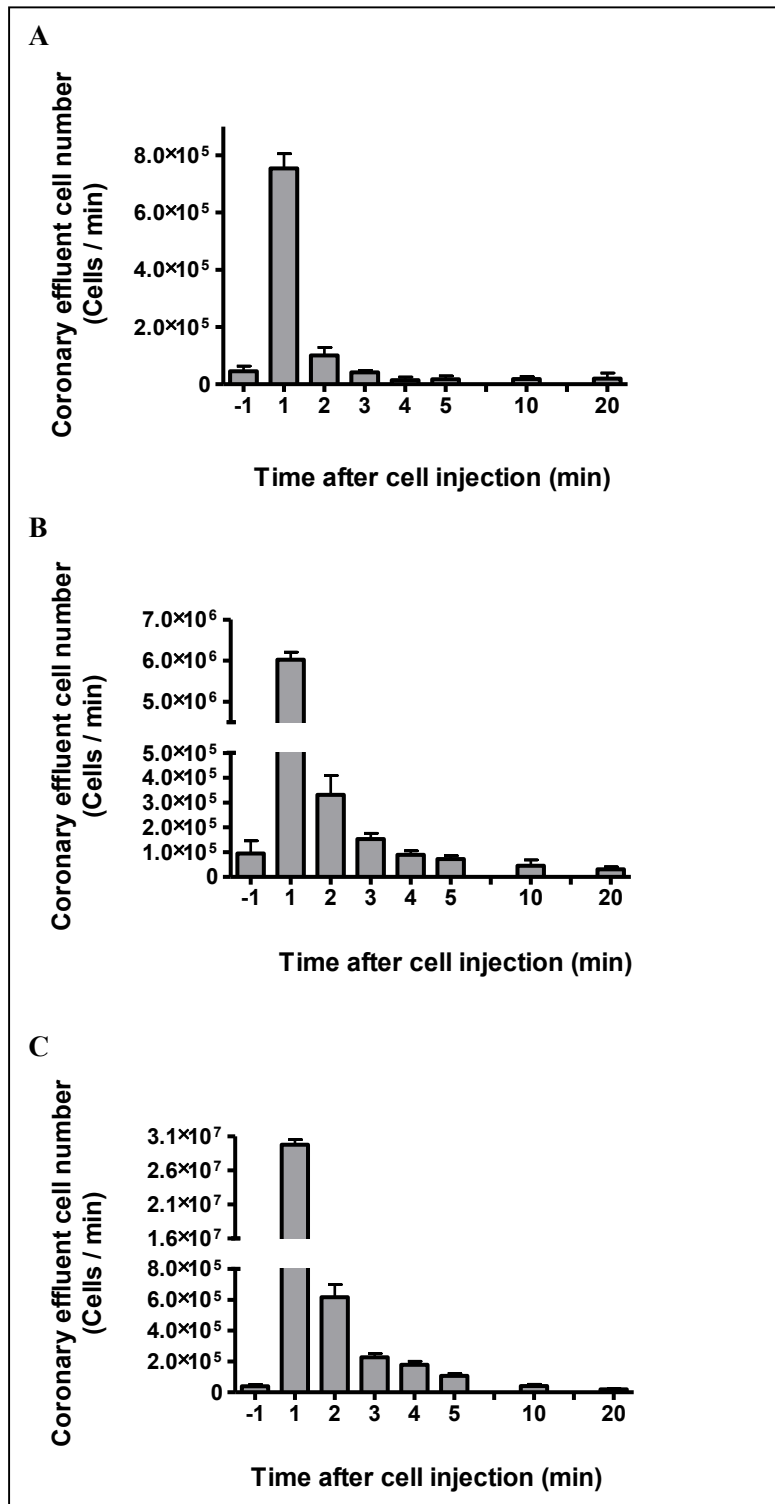 A
Coronary effluent cell number
(Cells / min)
8.0×10⁵
6.0×10⁵
4.0×10⁵
2.0×10⁵
0
-1 1 2 3 4 5 10 20
Time after cell injection (min)
B
Coronary effluent cell number
(Cells / min)
7.0×10⁶
6.0×10⁶
5.0×10⁶
5.0×10⁵
4.0×10⁵
3.0×10⁵
2.0×10⁵
1.0×10⁵
0
-1 1 2 3 4 5 10 20
Time after cell injection (min)
C
Coronary effluent cell number
(Cells / min)
3.1×10⁷
2.6×10⁷
2.1×10⁷
1.6×10⁷
8.0×10⁵
6.0×10⁵
4.0×10⁵
2.0×10⁵
0
-1 1 2 3 4 5 10 20
Time after cell injection (min)